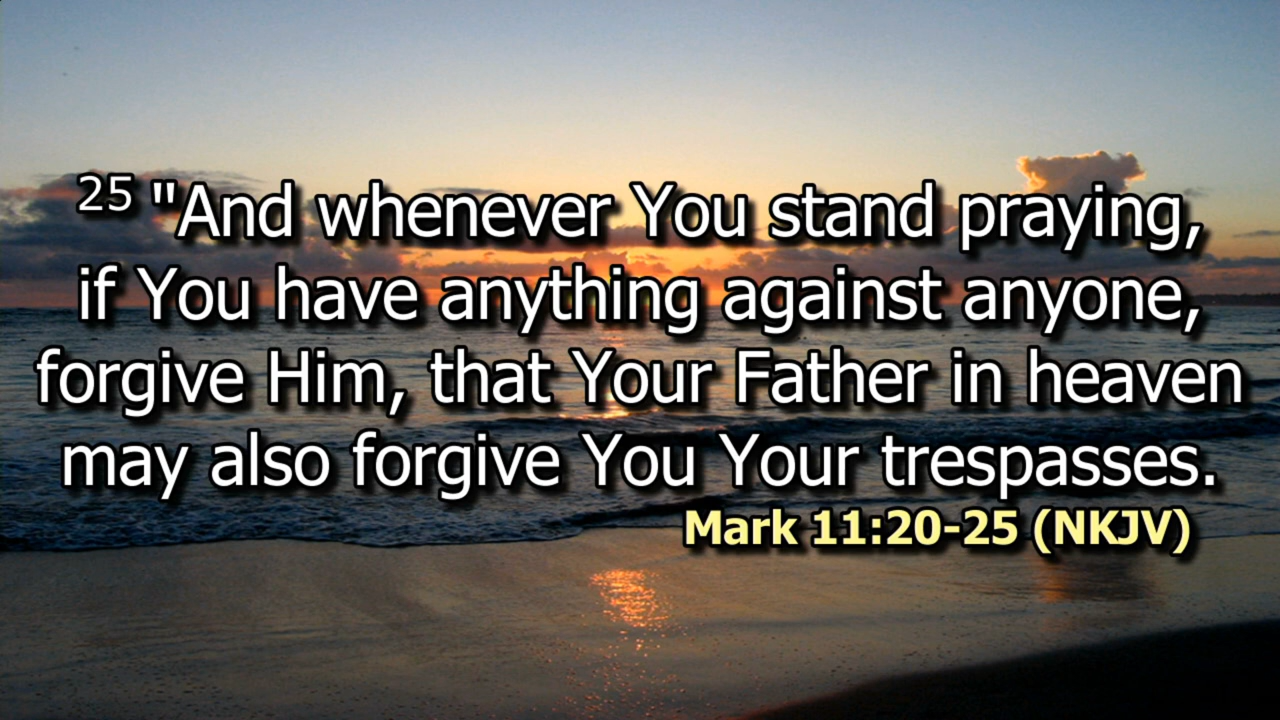 25 "And whenever You stand praying,
if You have anything against anyone,
forgive Him, that Your Father in heaven
may also forgive You Your trespasses.
Mark 11:20-25 (NKJV)